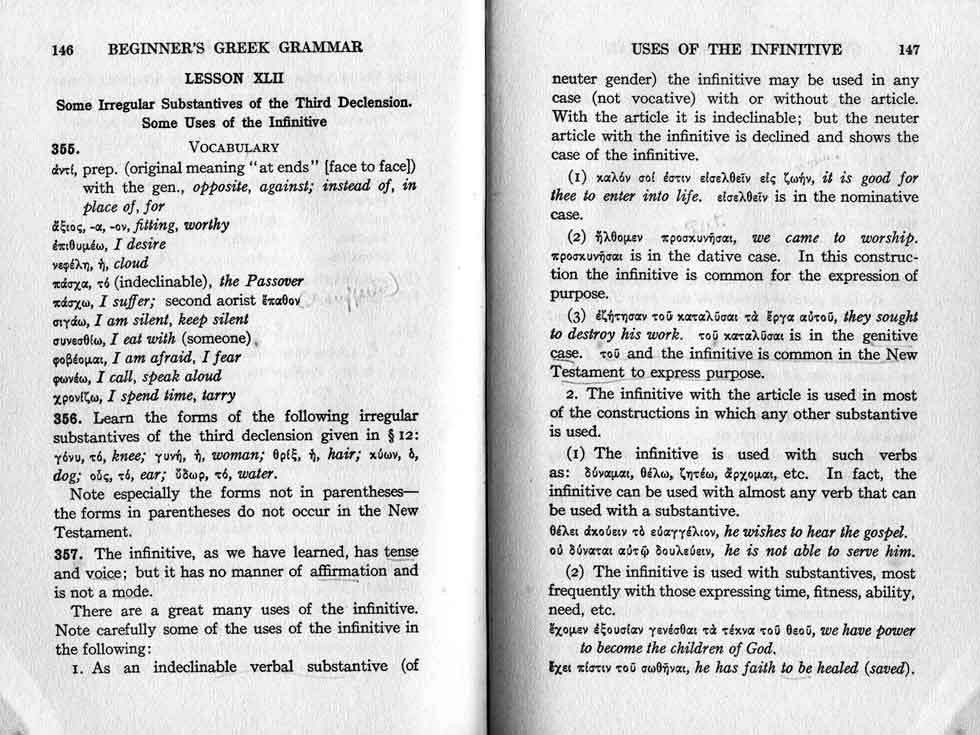 146 BEGINNER'S GREEK GRAMMAR
LESSON XLII
Some Irregular Substantives of the Third Declension.
Some Uses of the Infinitive
355. VOCABULARY
ἀντί, prep. (original meaning "at ends" [face to face])
with the gen., opposite, against; instead of, in
place of, for
ἄξιος, -α, -ον, fitting, worthy
ἐπιθυμέω, I desire
νεφέλη, ἡ, cloud
πάσχα, τό (indeclinable), the Passover
πάσχω, I suffer; second aorist ἔπαθον
σιγάω, I am silent, keep silent
συνεσθίω, I eat with (someone)
φοβέομαι, I am afraid, I fear
φωνέω, I call, speak aloud
χρονίζω, I spend time, tarry
356. Learn the forms of the following irregular
substantives of the third declension given in § 12:
γόνυ, τό, knee; γυνή, ἡ, woman; θρίξ, ἡ, hair; κύων, ὁ,
dog; οὖς, τό, ear; ὕδωρ, τό, water.
Note especially the forms not in parentheses—
the forms in parentheses do not occur in the New
Testament.
357. The infinitive, as we have learned, has tense
and voice; but it has no manner of affirmation and
is not a mode.
There are a great many uses of the infinitive.
Note carefully some of the uses of the infinitive in
the following:
1. As an indeclinable verbal substantive (of
USES OF THE INFINITIVE 147
neuter gender) the infinitive may be used in any
case (not vocative) with or without the article.
With the article it is indeclinable; but the neuter
article with the infinitive is declined and shows the
case of the infinitive.
(1) καλόν σοί ἐστιν εἰσελθεῖν εἰς ζωήν, it is good for
thee to enter into life. εἰσελθεῖν is in the nominative
case.
(2) ἤλθομεν προσκυνῆσαι, we came to worship.
προσκυνῆσαι is in the dative case. In this construc-
tion the infinitive is common for the expression of
purpose.
(3) ἐζήτησαν τοῦ καταλῦσαι τὰ ἔργα αὐτοῦ, they sought
to destroy his work. τοῦ καταλῦσαι is in the genitive
case. τοῦ and the infinitive is common in the New
Testament to express purpose.
2. The infinitive with the article is used in most
of the constructions in which any other substantive
is used.
(1) The infinitive is used with such verbs
as: δύναμαι, θέλω, ζητέω, ἄρχομαι, etc. In fact, the
infinitive can be used with almost any verb that can
be used with a substantive.
θέλει ἀκούειν τὸ εὐαγγέλιον, he wishes to hear the gospel.
οὐ δύναται αὐτῷ δουλεύειν, he is not able to serve him.
(2) The infinitive is used with substantives, most
frequently with those expressing time, fitness, ability,
need, etc.
ἔχομεν ἐξουσίαν γενέσθαι τὰ τέκνα τοῦ θεοῦ, we have power
to become the children of God.
ἔχει πίστιν τοῦ σωθῆναι, he has faith to be healed (saved).